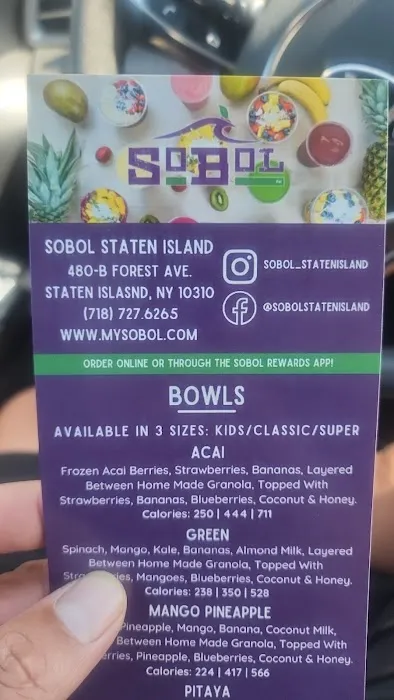 SOBOL
SOBOL STATEN ISLAND
480-B FOREST AVE.
STATEN ISLASND, NY 10310
(718) 727.6265
WWW.MYSOBOL.COM
SOBOL_STATENISLAND
@SOBOLSTATENISLAND
ORDER ONLINE OR THROUGH THE SOBOL REWARDS APP!
BOWLS
AVAILABLE IN 3 SIZES: KIDS/CLASSIC/SUPER
ACAI
Frozen Acai Berries, Strawberries, Bananas, Layered
Between Home Made Granola, Topped With
Strawberries, Bananas, Blueberries, Coconut & Honey.
Calories: 250 | 444 | 711
GREEN
Spinach, Mango, Kale, Bananas, Almond Milk, Layered
Between Home Made Granola, Topped With
Mangoes, Blueberries, Coconut & Honey.
Calories: 238 | 350 | 528
MANGO PINEAPPLE
Pineapple, Mango, Banana, Coconut Milk,
Between Home Made Granola, Topped With
Pineapple, Blueberries, Coconut & Honey.
Calories: 224 | 417 | 566
PITAYA